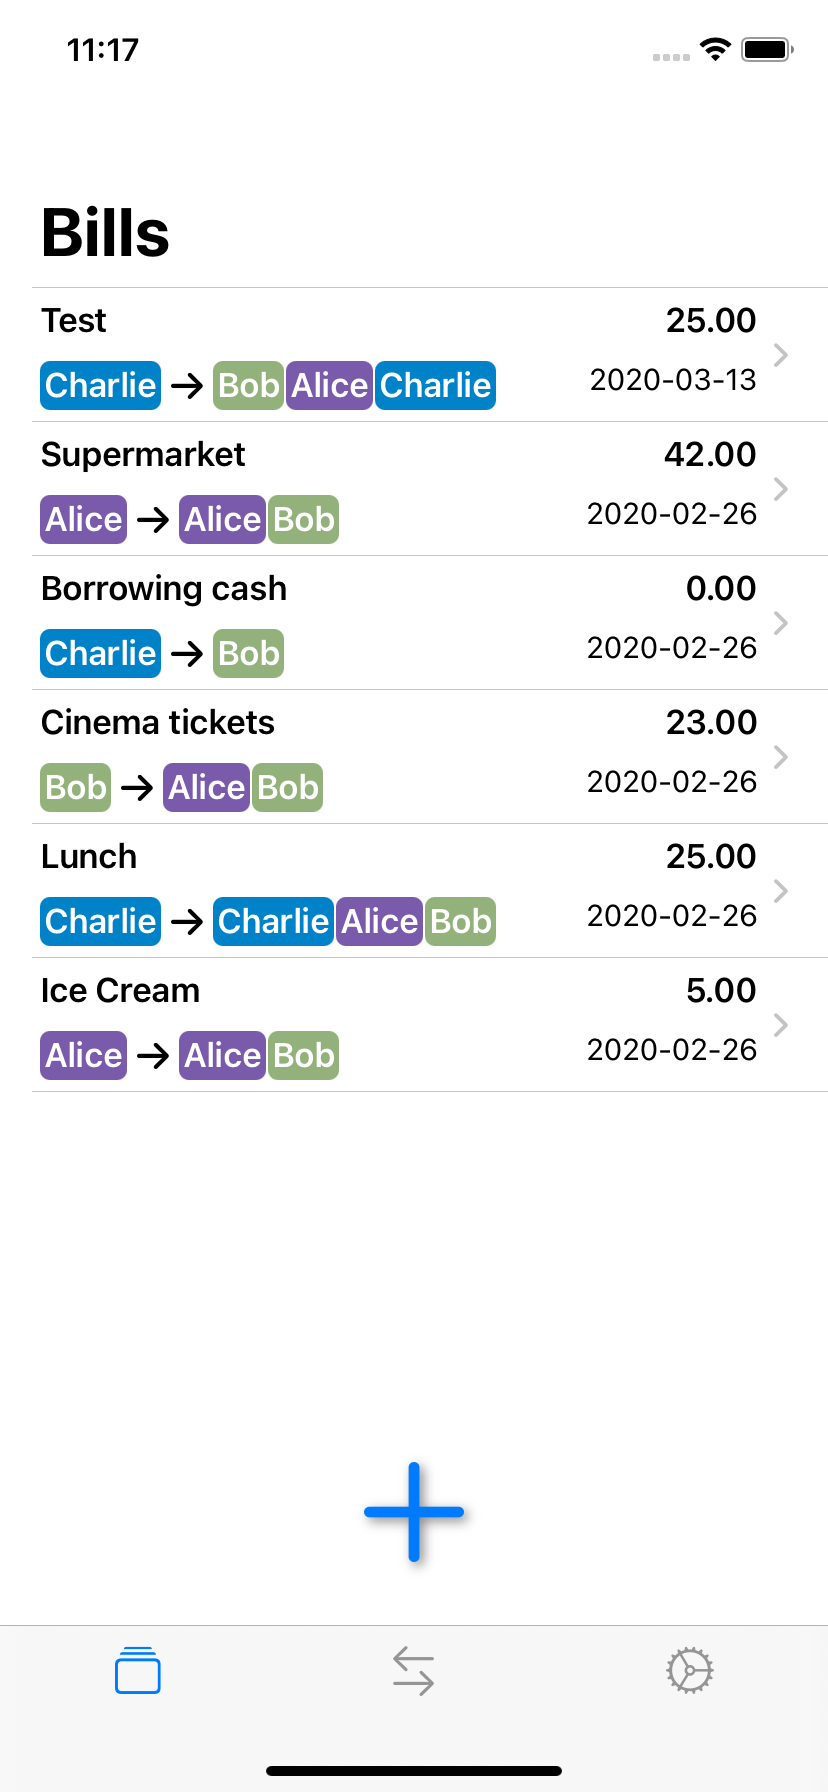 11:17
Bills
Test 25.00
Charlie → Bob Alice Charlie 2020-03-13
Supermarket 42.00
Alice → Alice Bob 2020-02-26
Borrowing cash 0.00
Charlie → Bob 2020-02-26
Cinema tickets 23.00
Bob → Alice Bob 2020-02-26
Lunch 25.00
Charlie → Charlie Alice Bob 2020-02-26
Ice Cream 5.00
Alice → Alice Bob 2020-02-26